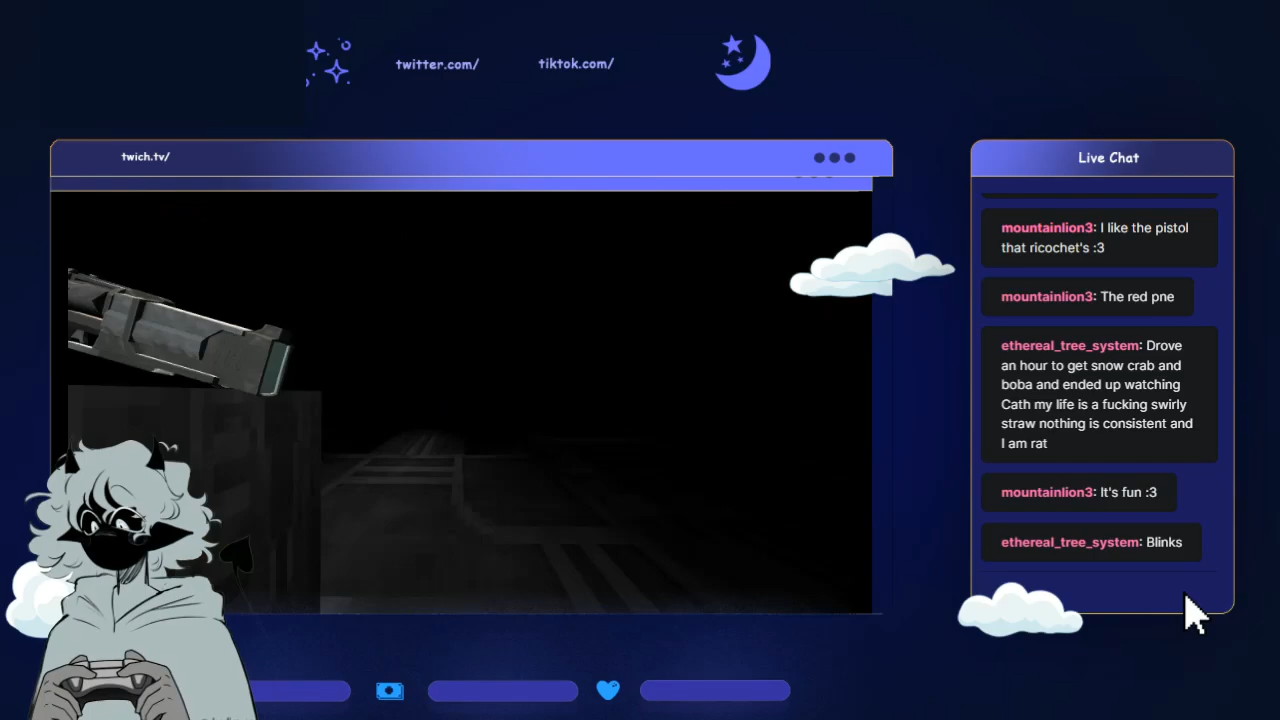 twitter.com/
tiktok.com/
twich.tv/
Live Chat
mountainlion3: I like the pistol
that ricochet's :3
mountainlion3: The red pne
ethereal_tree_system: Drove
an hour to get snow crab and
boba and ended up watching
Cath my life is a fucking swirly
straw nothing is consistent and
I am rat
mountainlion3: It's fun :3
ethereal_tree_system: Blinks